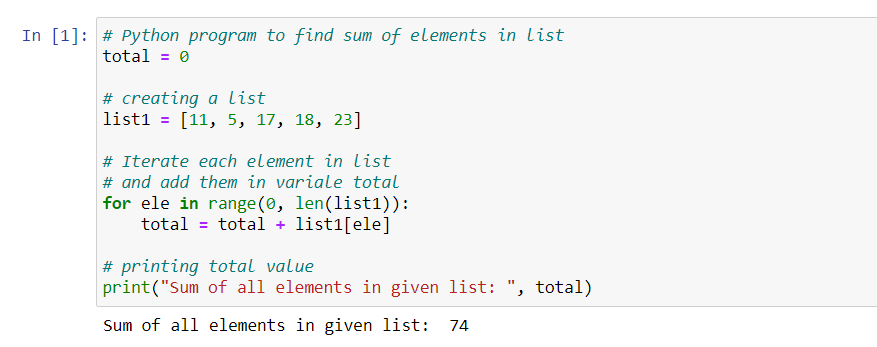 In [1]: # Python program to find sum of elements in list
total = 0
# creating a list
list1 = [11, 5, 17, 18, 23]
# Iterate each element in list
# and add them in variale total
for ele in range(0, len(list1)):
    total = total + list1[ele]
# printing total value
print("Sum of all elements in given list: ", total)
Sum of all elements in given list:  74